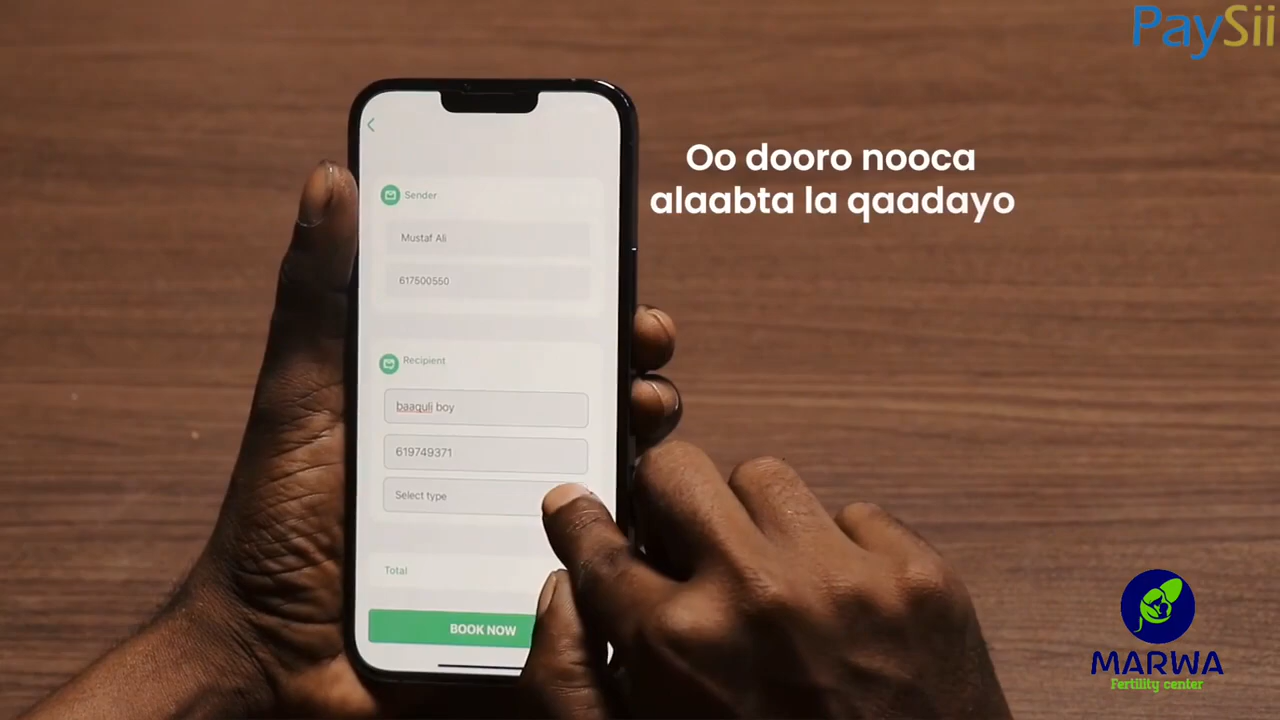 PaySii
Oo dooro nooca
alaabta la qaadayo
Sender
Mustaf Ali
617500550
Recipient
baaquli boy
619749371
Select type
Total
BOOK NOW
MARWA
Fertility center